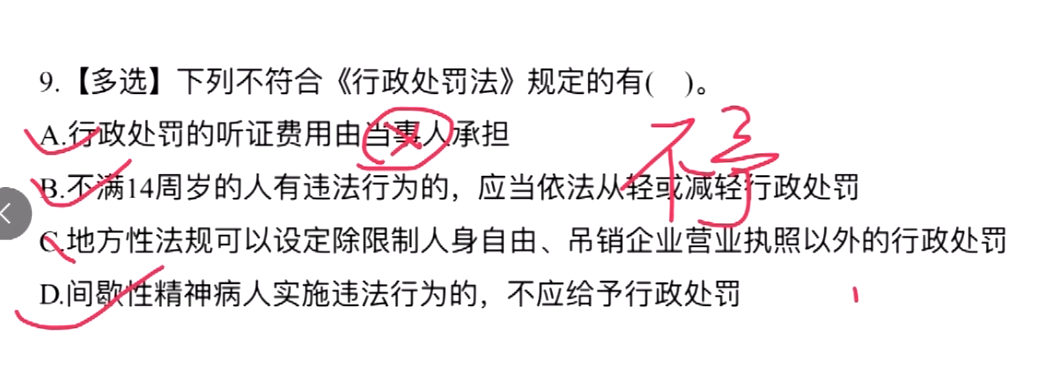 9.【多选】下列不符合《行政处罚法》规定的有( )。
A.行政处罚的听证费用由当事人承担
不予
B.不满14周岁的人有违法行为的，应当依法从轻或减轻行政处罚
C.地方性法规可以设定除限制人身自由、吊销企业营业执照以外的行政处罚
D.间歇性精神病人实施违法行为的，不应给予行政处罚